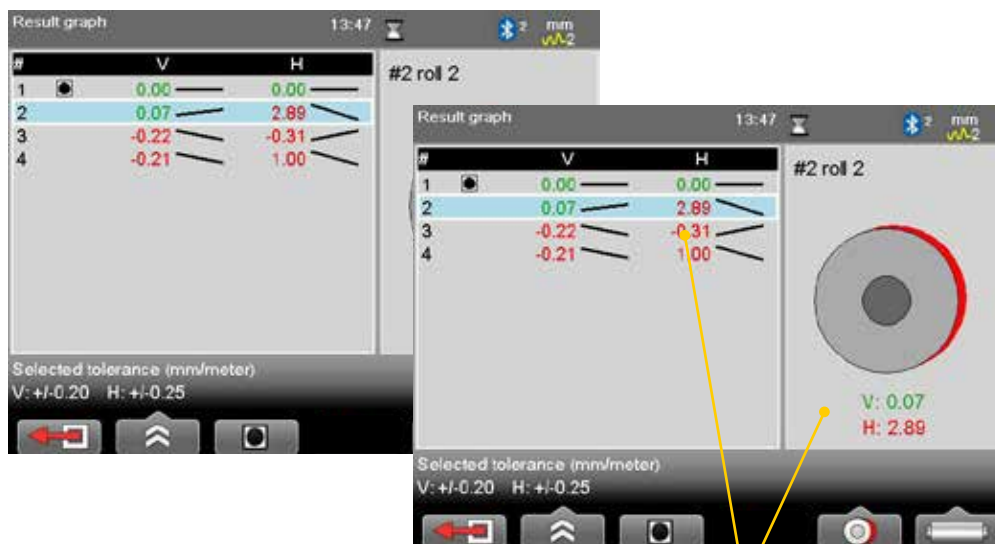 Result graph 13:47 2 mm
2
# V H
1 0.00 0.00
2 0.07 2.89
3 -0.22 -0.31
4 -0.21 1.00
#2 roll 2
Selected tolerance (mm/meter)
V: +/-0.20 H: +/-0.25
Result graph 13:47 2 mm
2
# V H
1 0.00 0.00
2 0.07 2.89
3 -0.22 -0.31
4 -0.21 1.00
#2 roll 2
V: 0.07
H: 2.89
Selected tolerance (mm/meter)
V: +/-0.20 H: +/-0.25